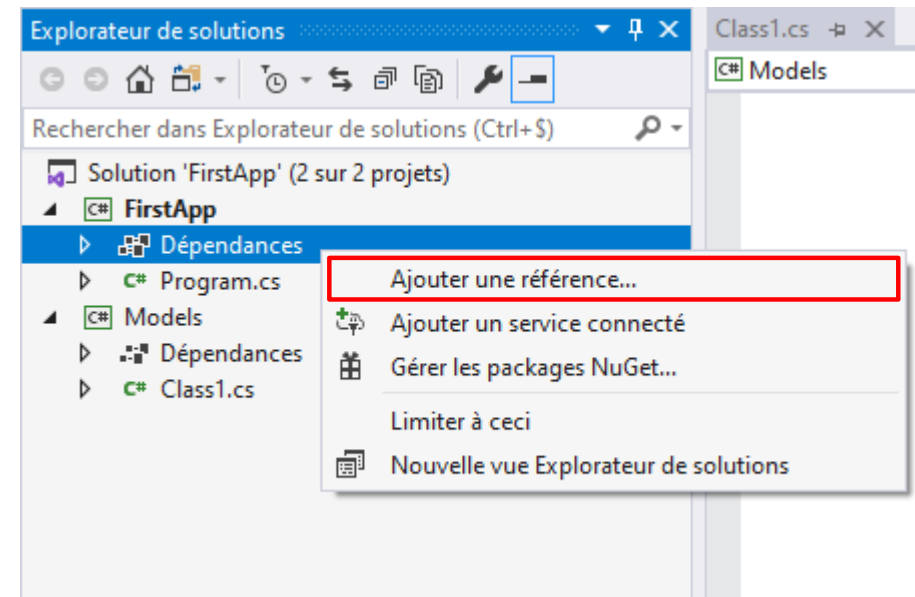 Explorateur de solutions
Class1.cs
C# Models
Rechercher dans Explorateur de solutions (Ctrl+$)
Solution 'FirstApp' (2 sur 2 projets)
C# FirstApp
Dépendances
Ajouter une référence...
C# Program.cs
C# Models
Ajouter un service connecté
Dépendances
Gérer les packages NuGet...
C# Class1.cs
Limiter à ceci
Nouvelle vue Explorateur de solutions